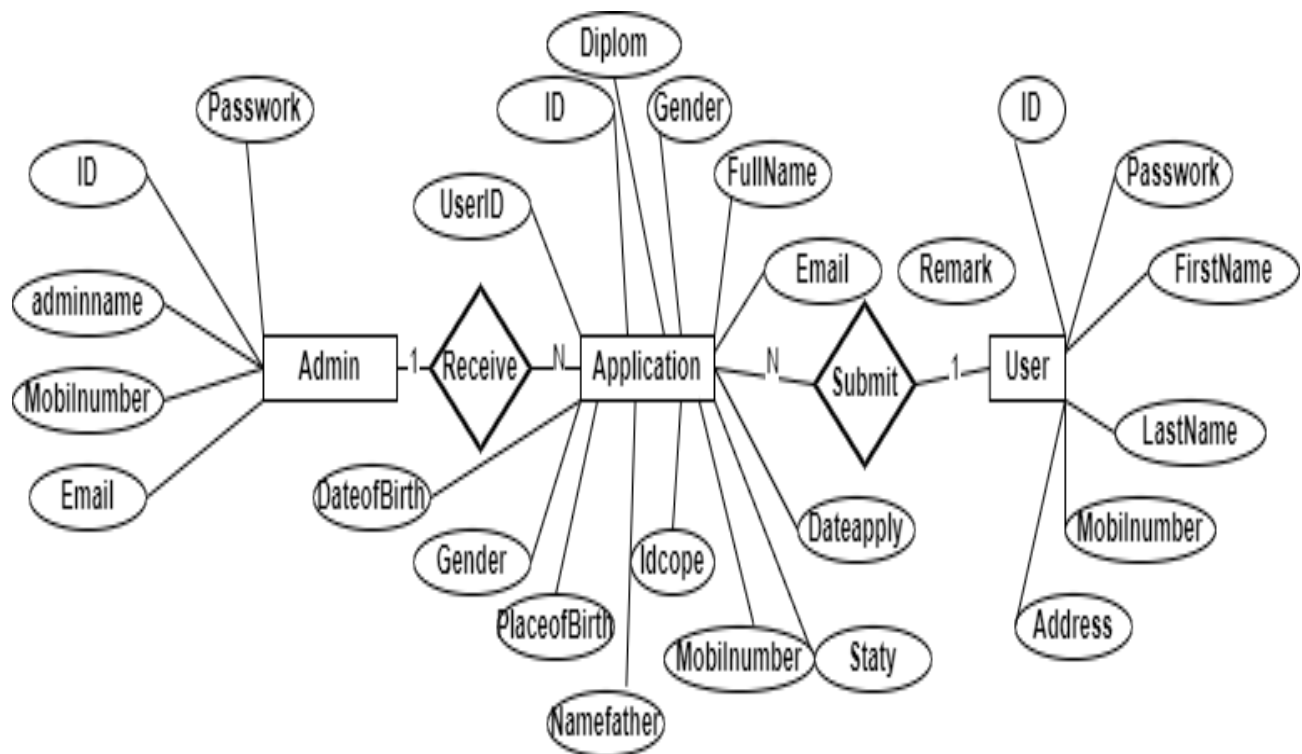 Diplom
Passwork
ID
Gender
ID
ID
FullName
Passwork
UserID
Email
Remark
FirstName
adminname
Admin
1
Receive
N
Application
N
Submit
1
User
Mobilnumber
LastName
Email
DateofBirth
Dateapply
Mobilnumber
Gender
Idcope
PlaceofBirth
Address
Mobilnumber
Staty
Namefather